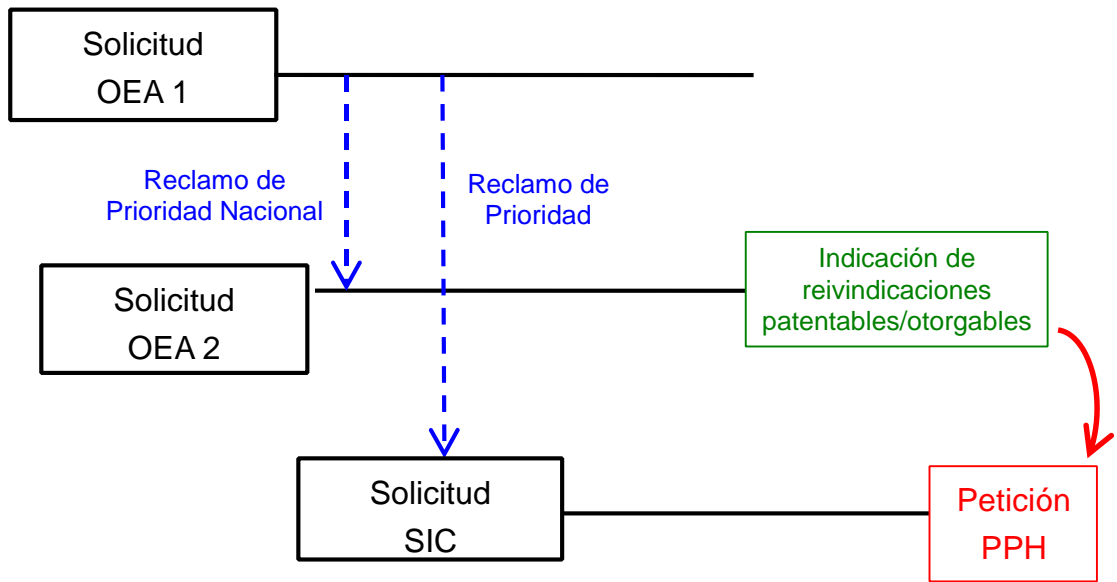 Solicitud
OEA 1
Reclamo de
Prioridad Nacional
Reclamo de
Prioridad
Solicitud
OEA 2
Indicación de
reivindicaciones
patentables/otorgables
Solicitud
SIC
Petición
PPH